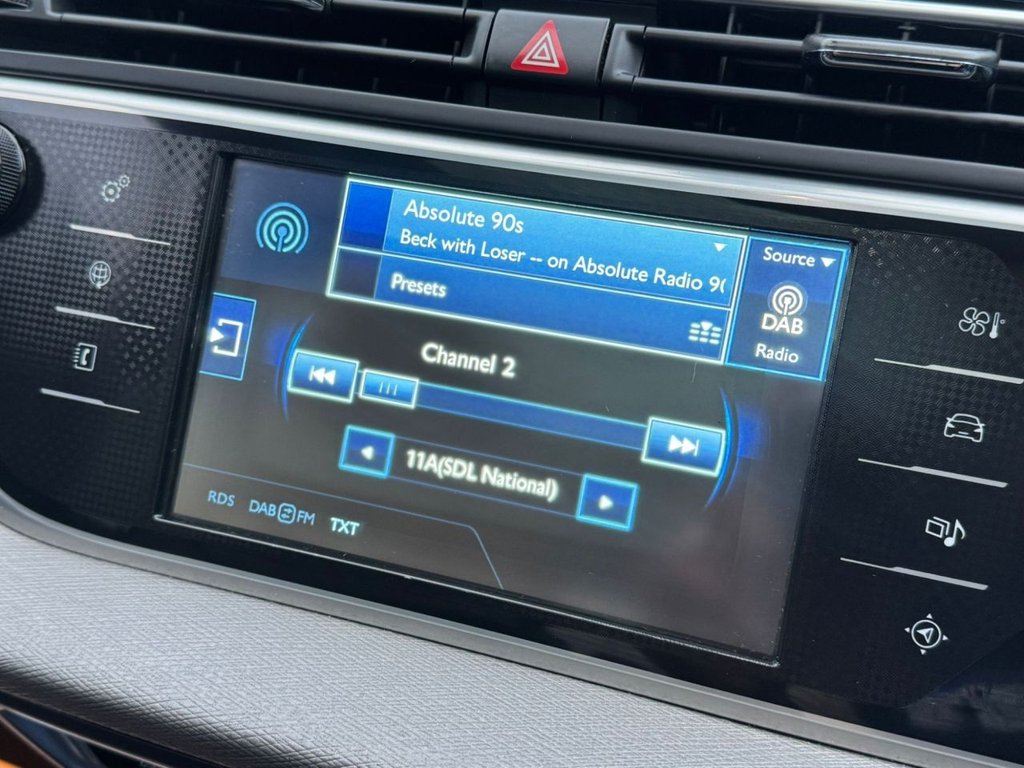 Absolute 90s
Beck with Loser -- on Absolute Radio 90
Presets
Source
DAB
Radio
Channel 2
11A(SDL National)
RDS
DAB FM
TXT